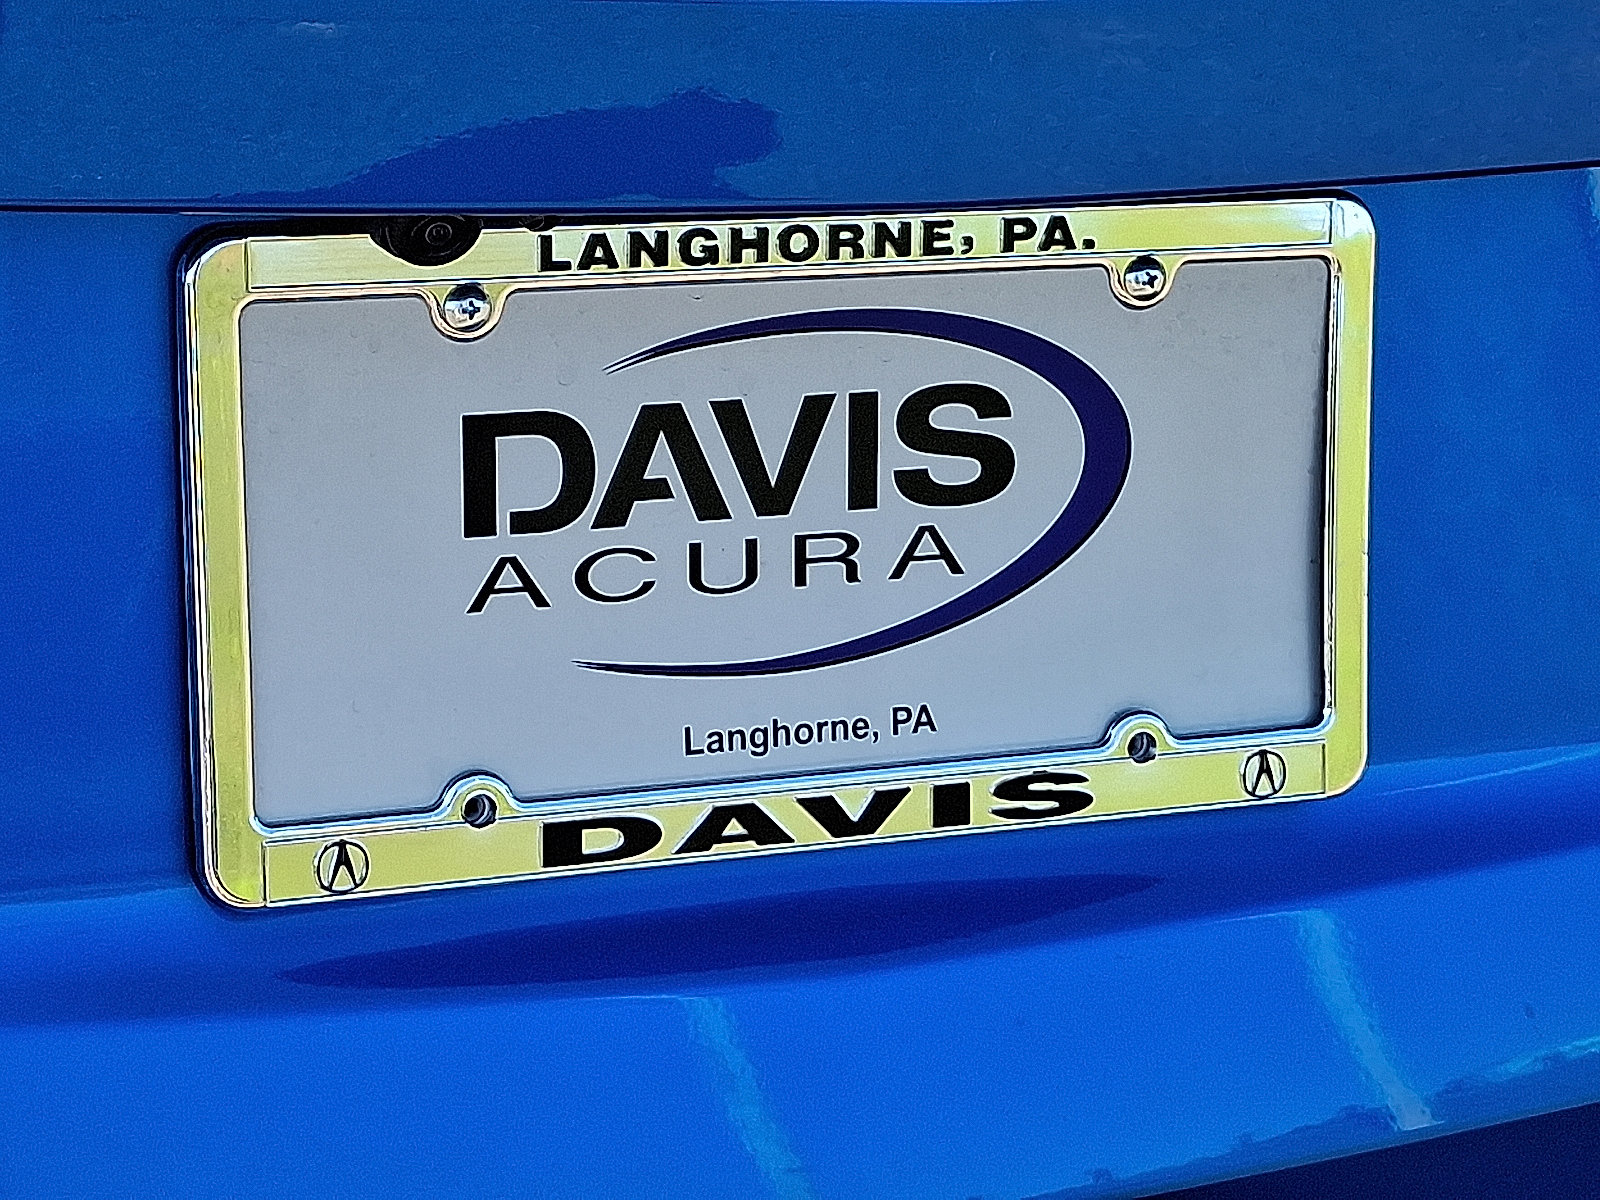 LANGHORNE, PA.
DAVIS
ACURA
Langhorne, PA
DAVIS